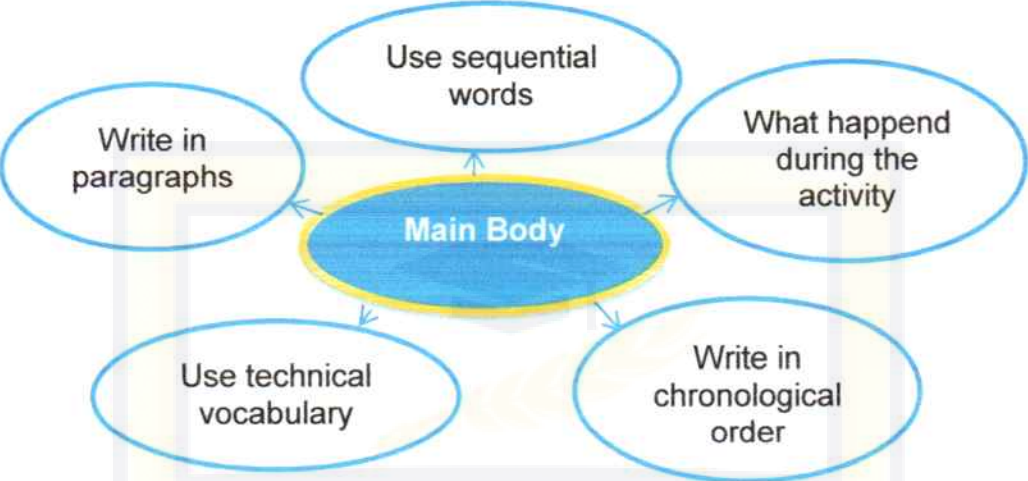 Use sequential
words
Write in
paragraphs
What happend
during the
activity
Main Body
Use technical
vocabulary
Write in
chronological
order